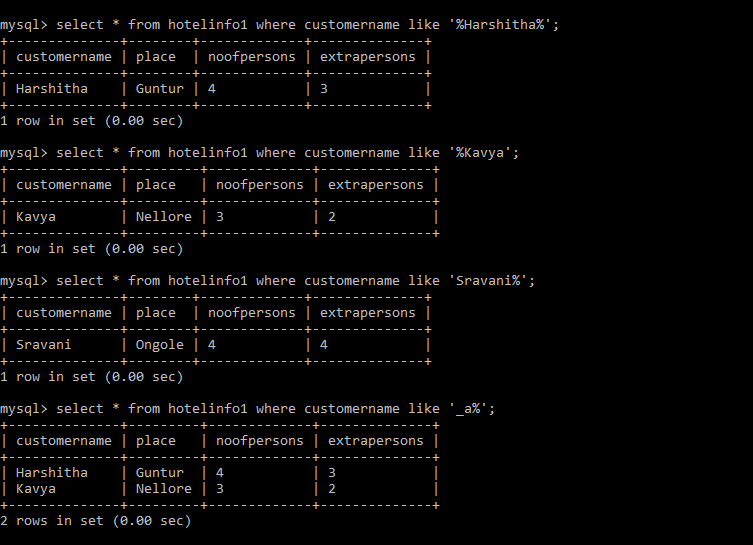 mysql> select * from hotelinfo1 where customername like '%Harshitha%';
+--------------+--------+-------------+--------------+
| customername | place  | noofpersons | extrapersons |
+--------------+--------+-------------+--------------+
| Harshitha    | Guntur | 4           | 3            |
+--------------+--------+-------------+--------------+
1 row in set (0.00 sec)
mysql> select * from hotelinfo1 where customername like '%Kavya';
+--------------+---------+-------------+--------------+
| customername | place   | noofpersons | extrapersons |
+--------------+---------+-------------+--------------+
| Kavya        | Nellore | 3           | 2            |
+--------------+---------+-------------+--------------+
1 row in set (0.00 sec)
mysql> select * from hotelinfo1 where customername like 'Sravani%';
+--------------+--------+-------------+--------------+
| customername | place  | noofpersons | extrapersons |
+--------------+--------+-------------+--------------+
| Sravani      | Ongole | 4           | 4            |
+--------------+--------+-------------+--------------+
1 row in set (0.00 sec)
mysql> select * from hotelinfo1 where customername like '_a%';
+--------------+---------+-------------+--------------+
| customername | place   | noofpersons | extrapersons |
+--------------+---------+-------------+--------------+
| Harshitha    | Guntur  | 4           | 3            |
| Kavya        | Nellore | 3           | 2            |
+--------------+---------+-------------+--------------+
2 rows in set (0.00 sec)